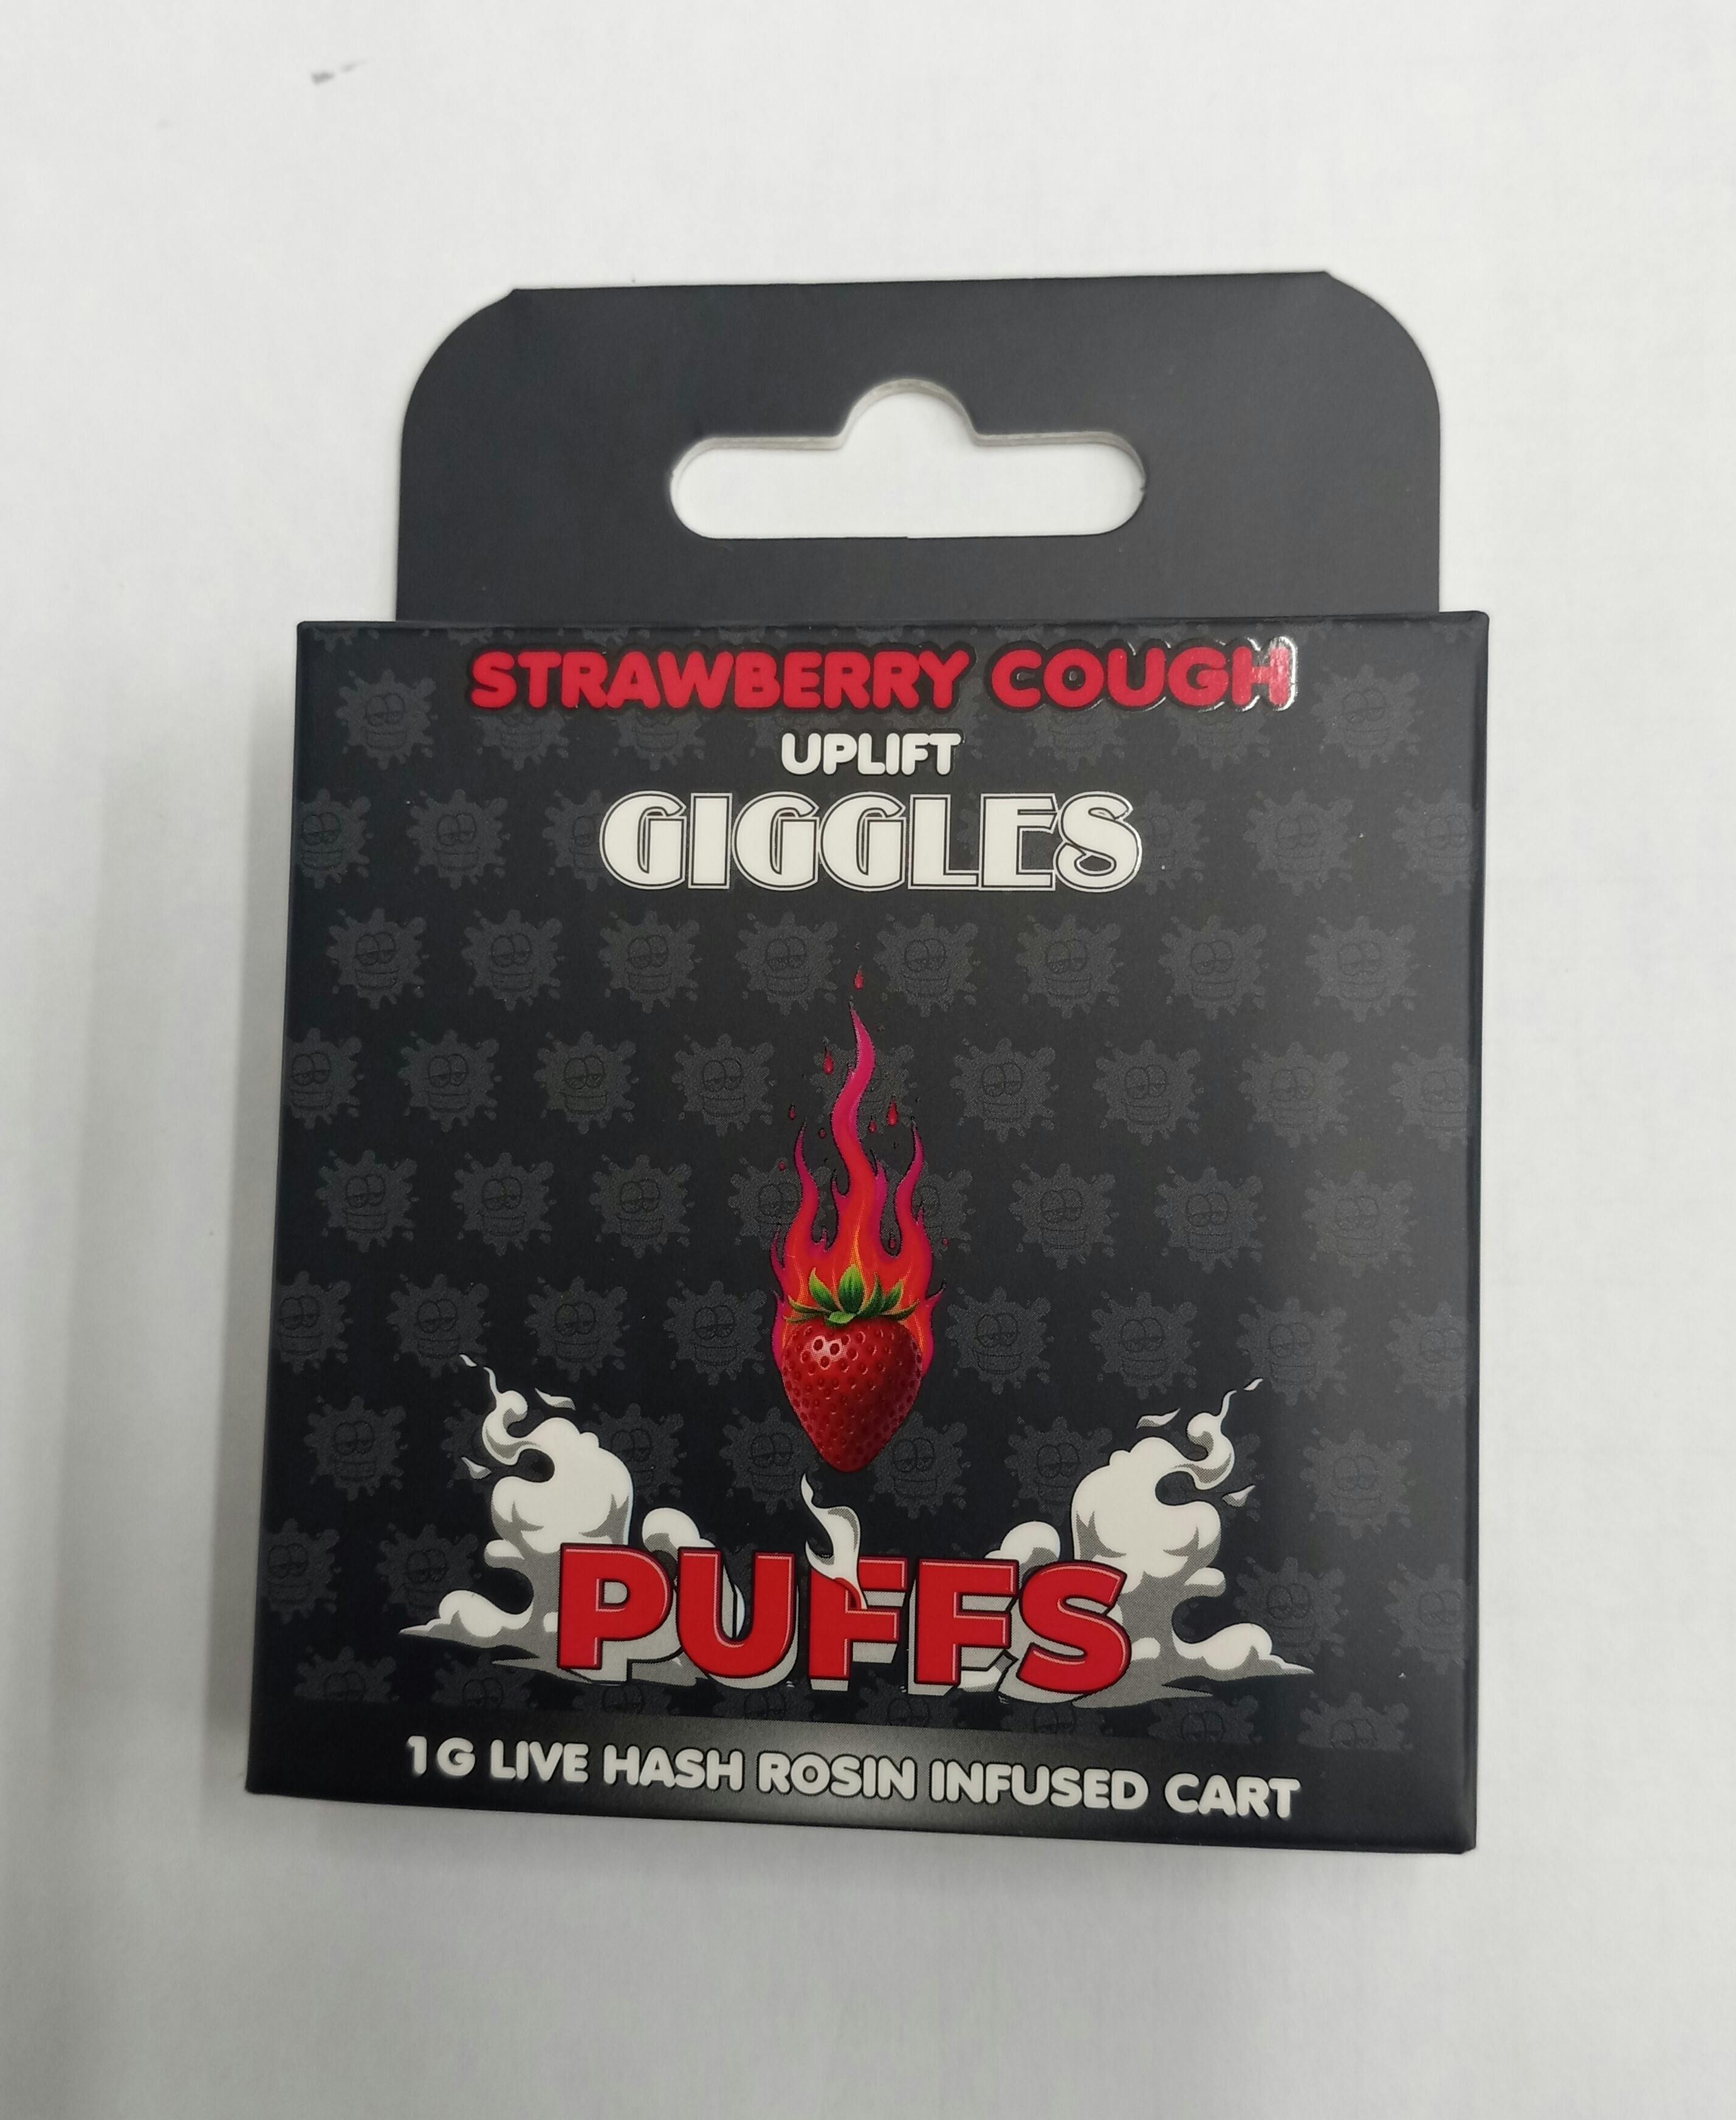 STRAWBERRY COUGH
UPLIFT
GIGGLES
PUFFS
1G LIVE HASH ROSIN INFUSED CART